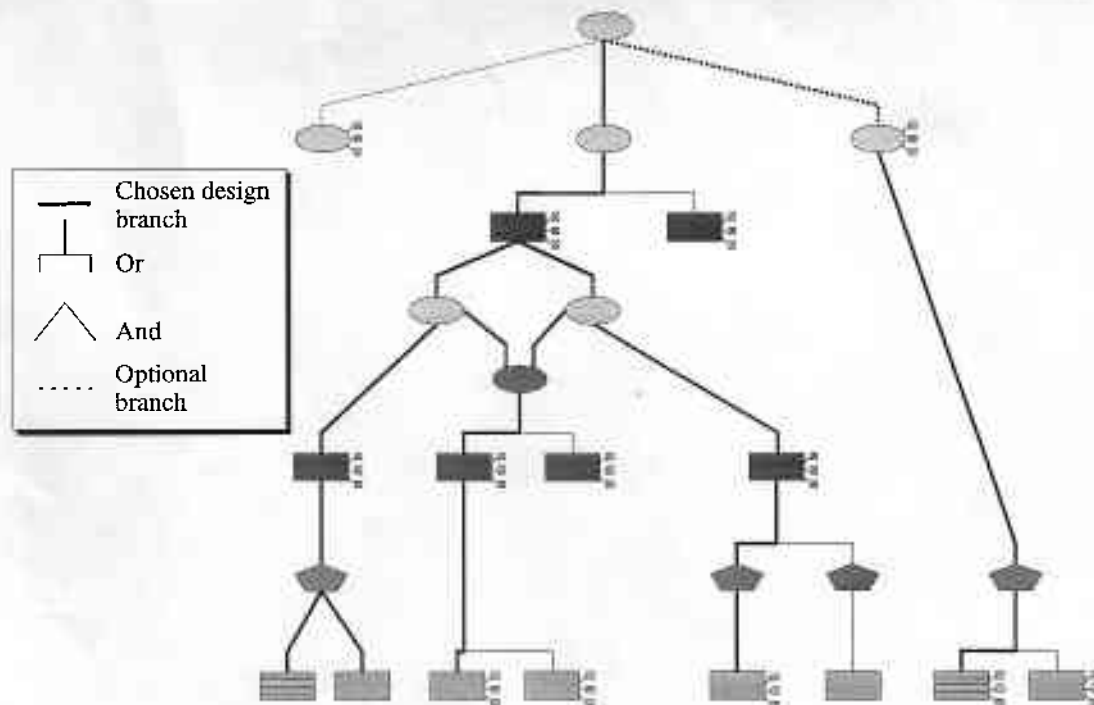 Chosen design
branch
Or
And
Optional
branch